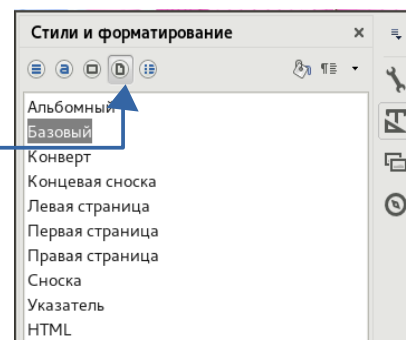 Стили и форматирование
Альбомный
Базовый
Конверт
Концевая сноска
Левая страница
Первая страница
Правая страница
Сноска
Указатель
HTML